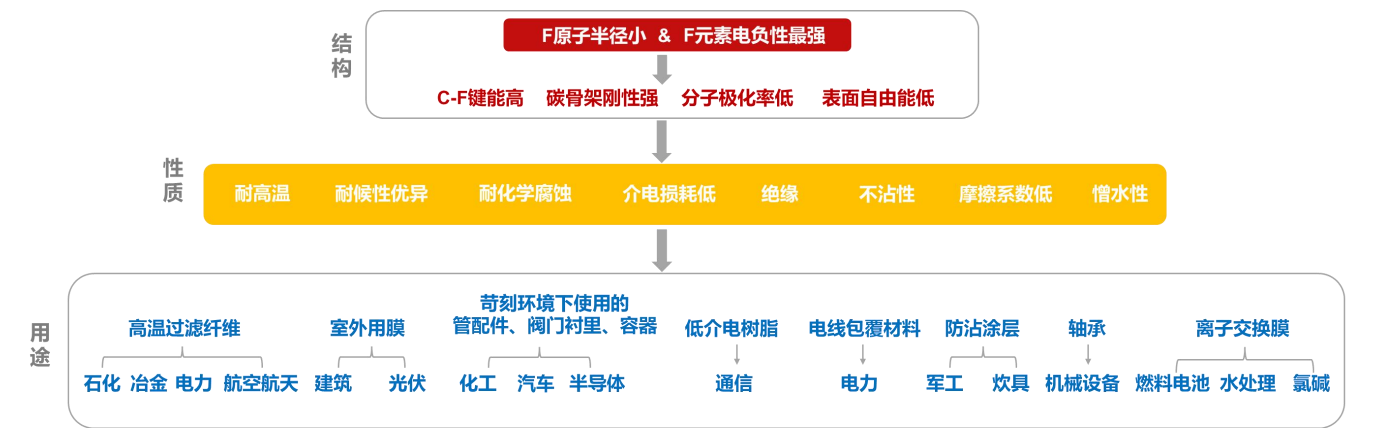 结构
F原子半径小 & F元素电负性最强
C-F键能高 碳骨架刚性强 分子极化率低 表面自由能低
性质
耐高温 耐候性优异 耐化学腐蚀 介电损耗低 绝缘 不沾性 摩擦系数低 憎水性
用途
苛刻环境下使用的
高温过滤纤维 室外用膜 管配件、阀门衬里、容器 低介电树脂 电线包覆材料 防沾涂层 轴承 离子交换膜
石化 冶金 电力 航空航天 建筑 光伏 化工 汽车 半导体 通信 电力 军工 炊具 机械设备 燃料电池 水处理 氯碱